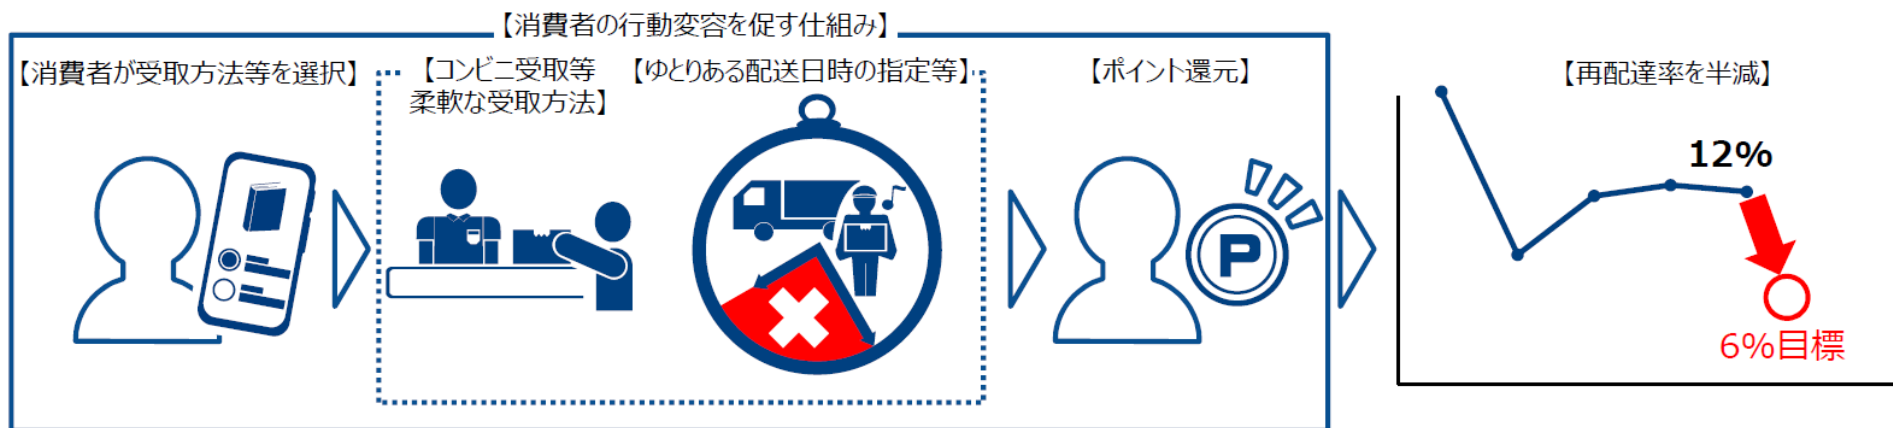 【消費者の行動変容を促す仕組み】
【消費者が受取方法等を選択】
【コンビニ受取等
柔軟な受取方法】
【ゆとりある配送日時の指定等】
【ポイント還元】
P
【再配達率を半減】
12%
6%目標